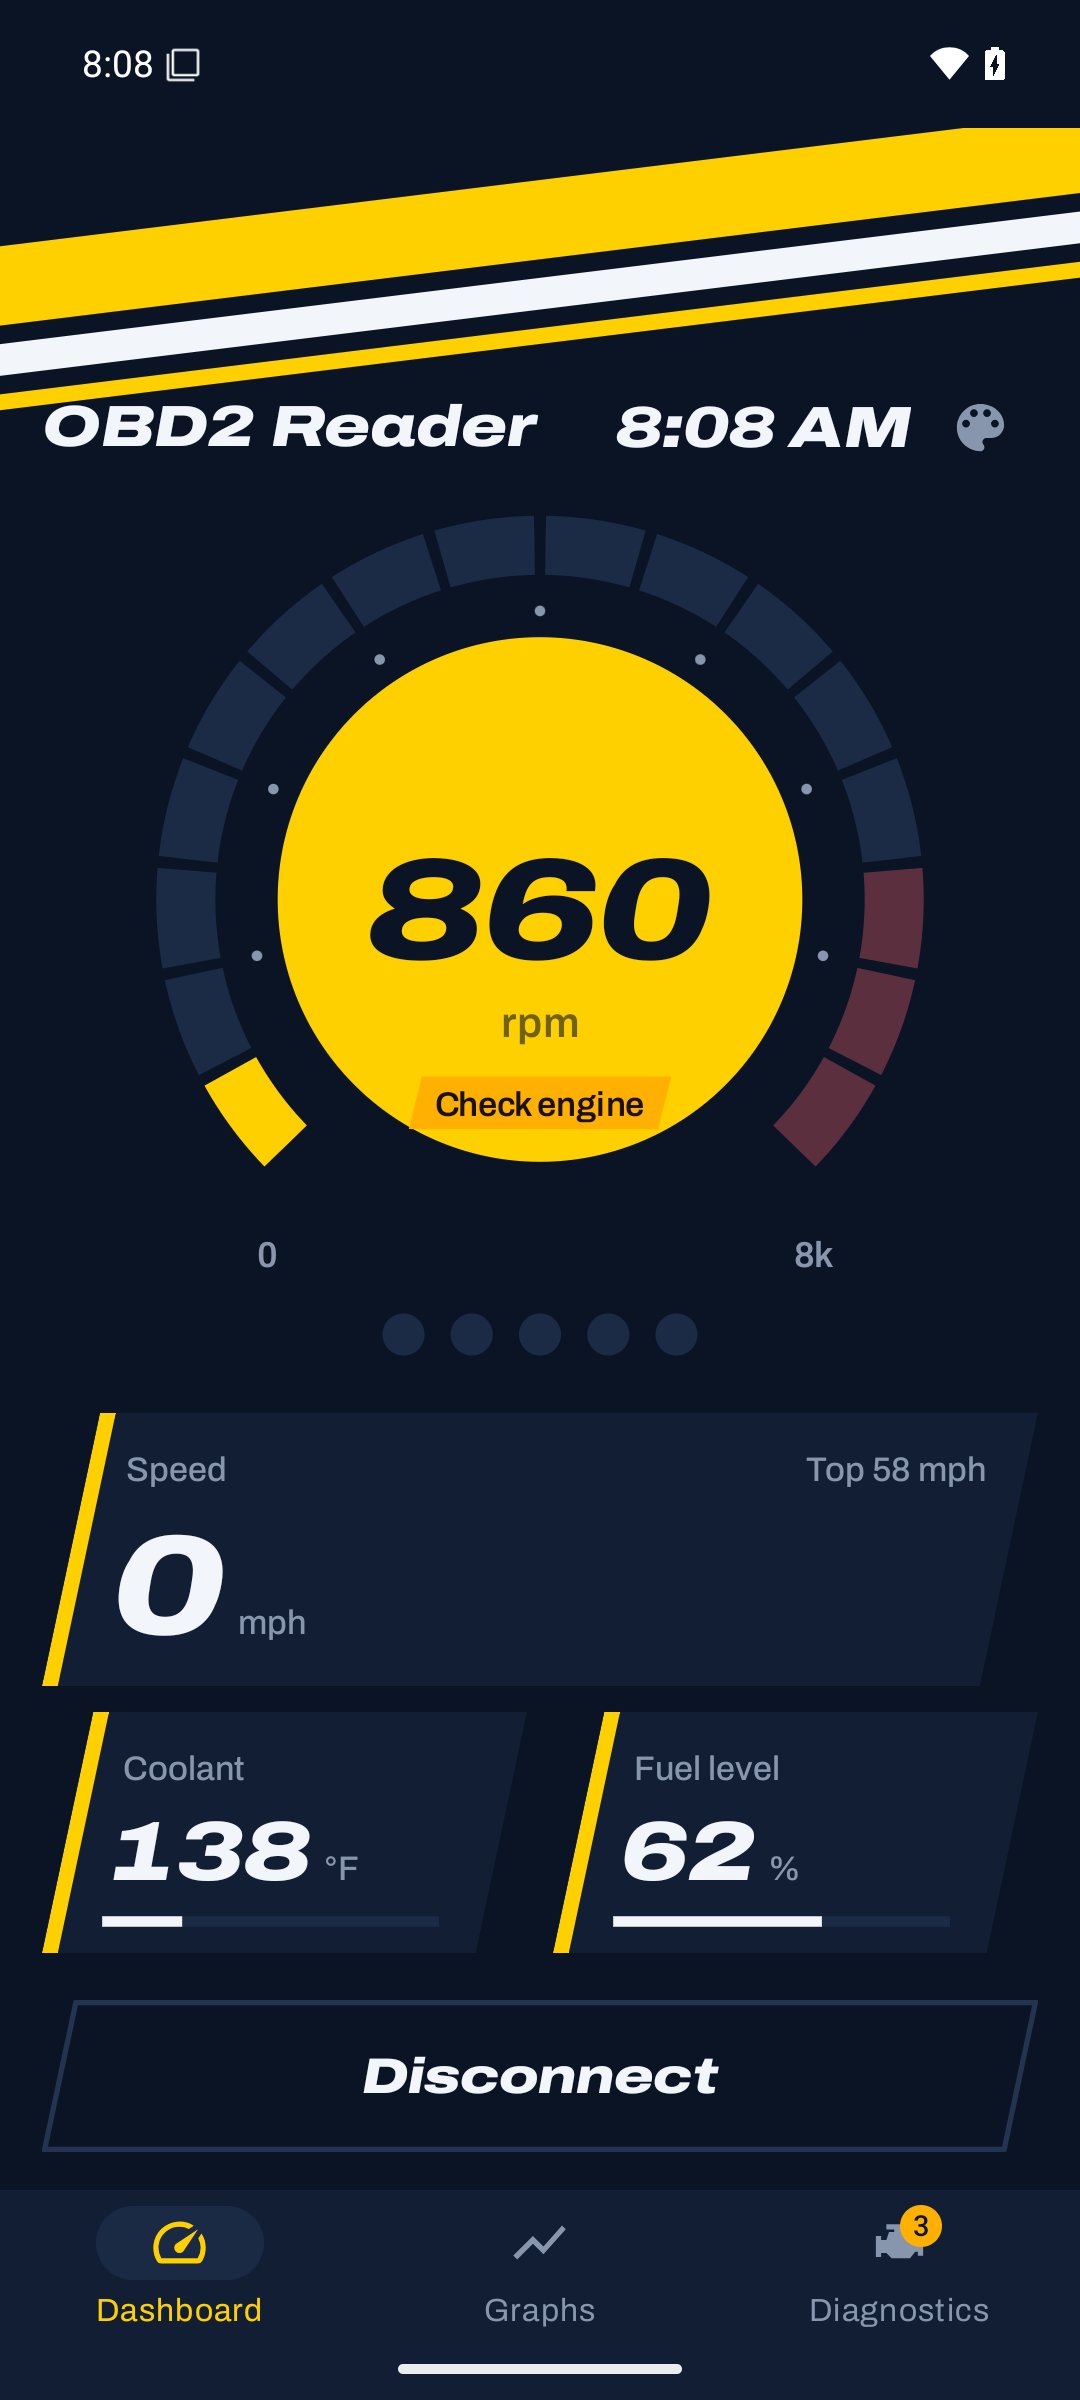 8:08
OBD2 Reader 8:08 AM
860
rpm
Check engine
0 8k
Speed Top 58 mph
0 mph
Coolant Fuel level
138 °F 62 %
Disconnect
3
Dashboard Graphs Diagnostics